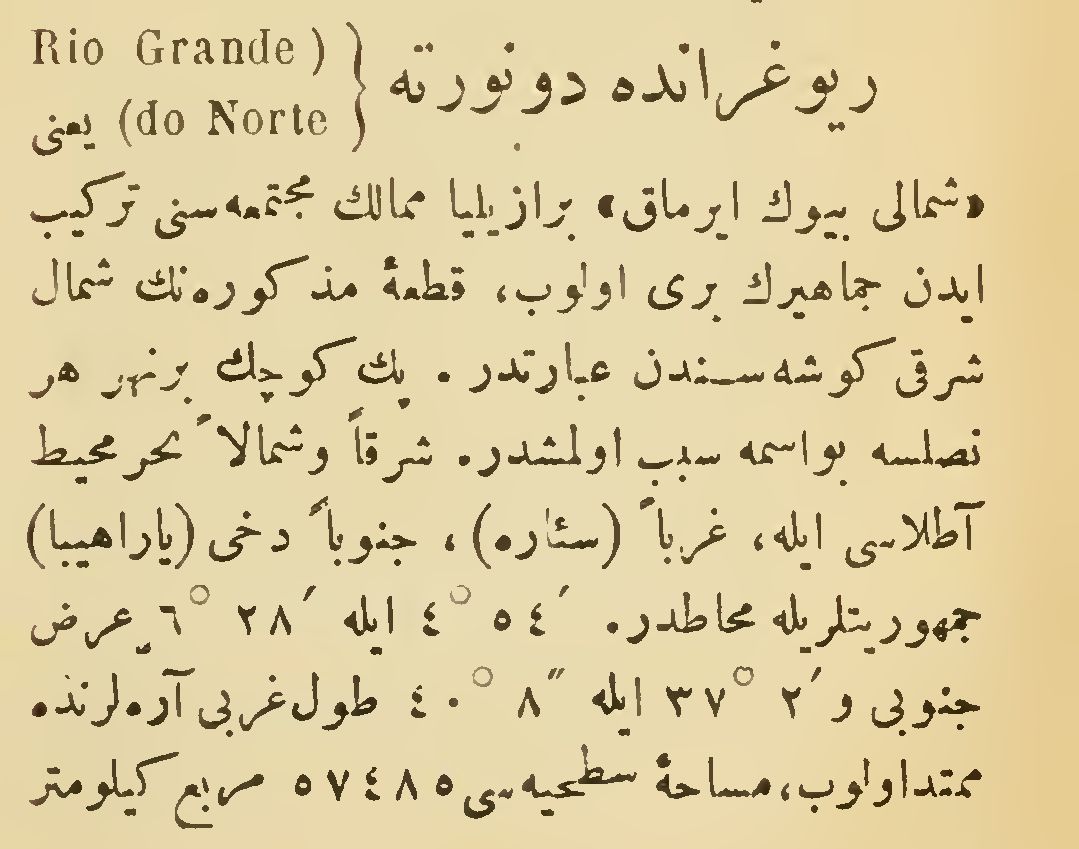 ريو غرانده دونورته { (Rio Grande
do Norte) يعنى
«شمالى بيوك ايرماق» برازيليا ممالك مجتمعه‌سنى تركيب
ايدن جماهيرك برى اولوب، قطعهٔ مذكوره‌نك شمال
شرقى كوشه‌سندن عبارتدر. پك كوچك برنهر هر
نصلسه بواسمه سبب اولمشدر. شرقاً وشمالاً بحر محيط
آطلاسى ايله، غرباً (سئاره)، جنوباً دخى (پاراهيبا)
جمهوريتلريله محاطدر. ′٥٤ °٤ ايله ′٢٨ °٦ عرض
جنوبى و ′٢ °٣٧ ايله ″٨ °٤٠ طول غربى آره‌لرنده
ممتد اولوب، مساحهٔ سطحيه‌سى ٥٧٤٨٥ مربع كيلومتر